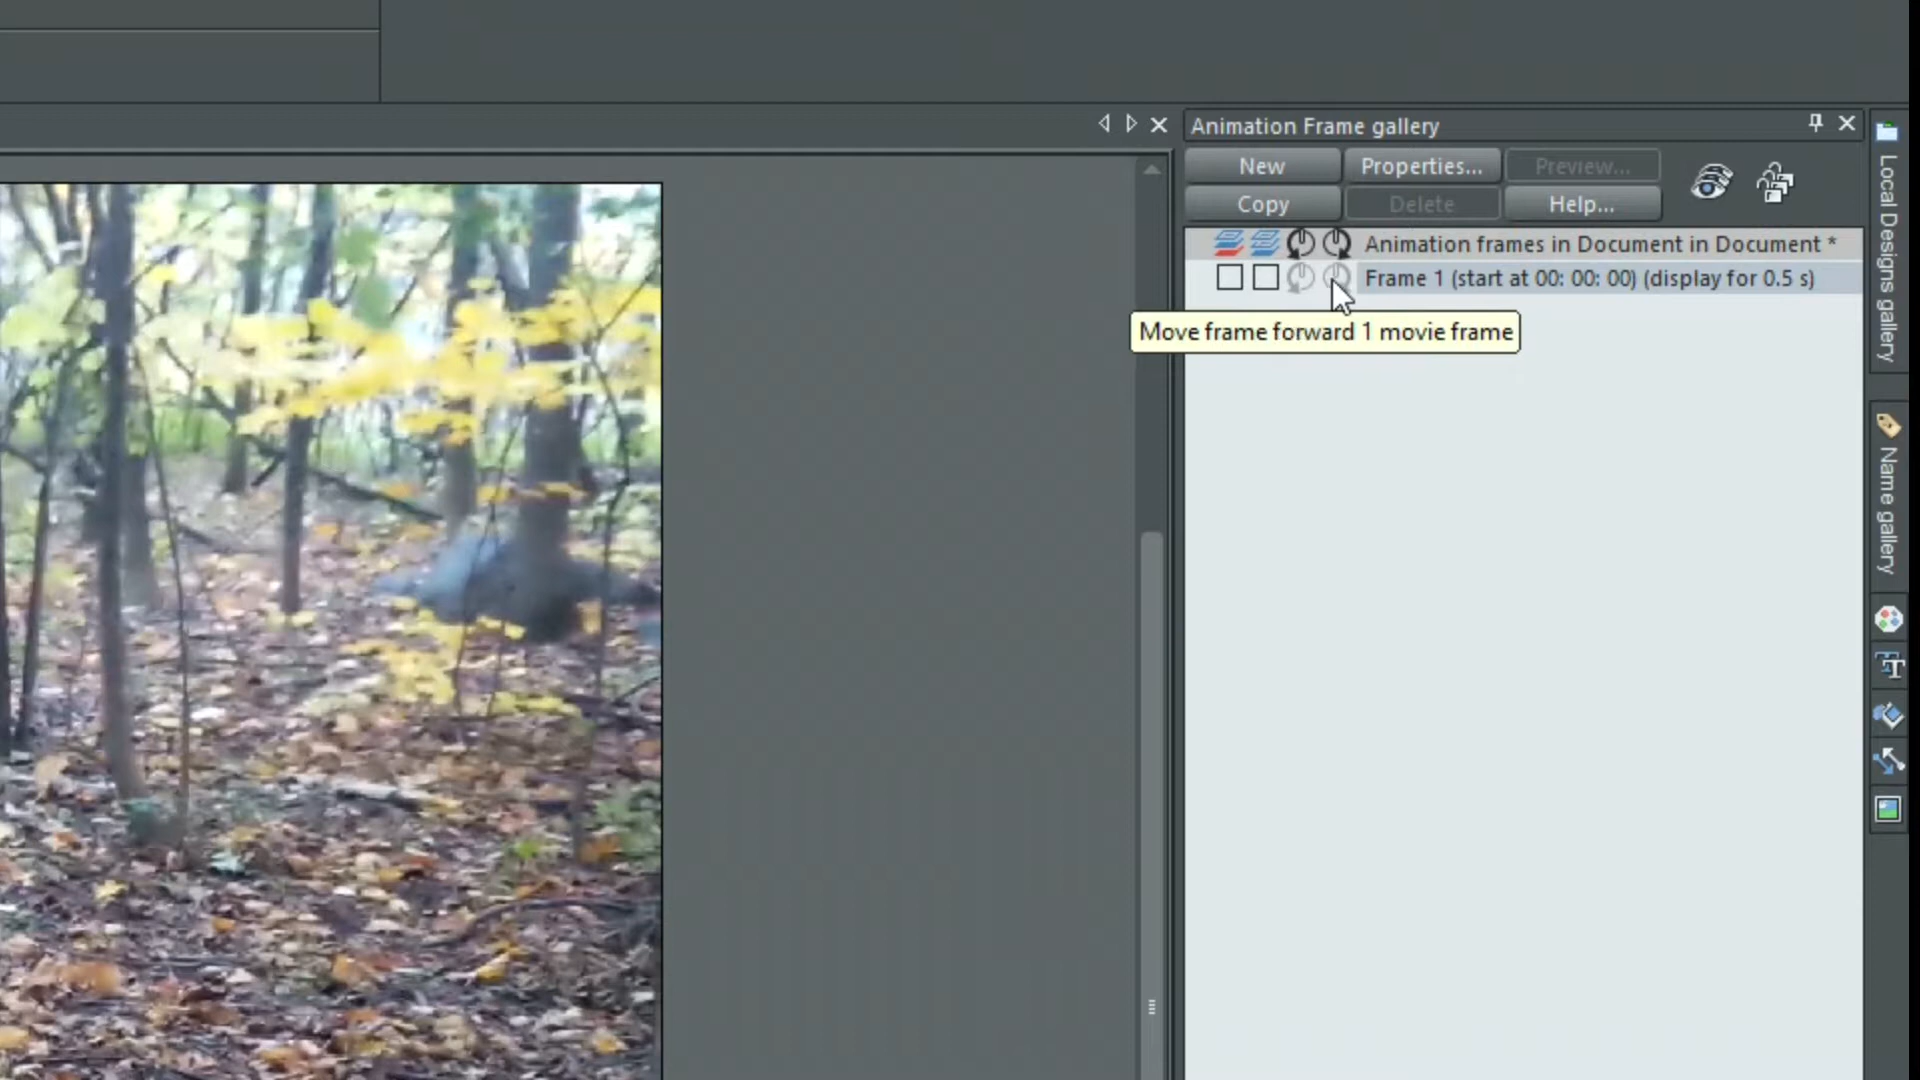 Animation Frame gallery
New
Properties...
Preview...
Copy
Delete
Help...
Animation frames in Document in Document *
Frame 1 (start at 00: 00: 00) (display for 0.5 s)
Move frame forward 1 movie frame
Local Designs gallery
Name gallery